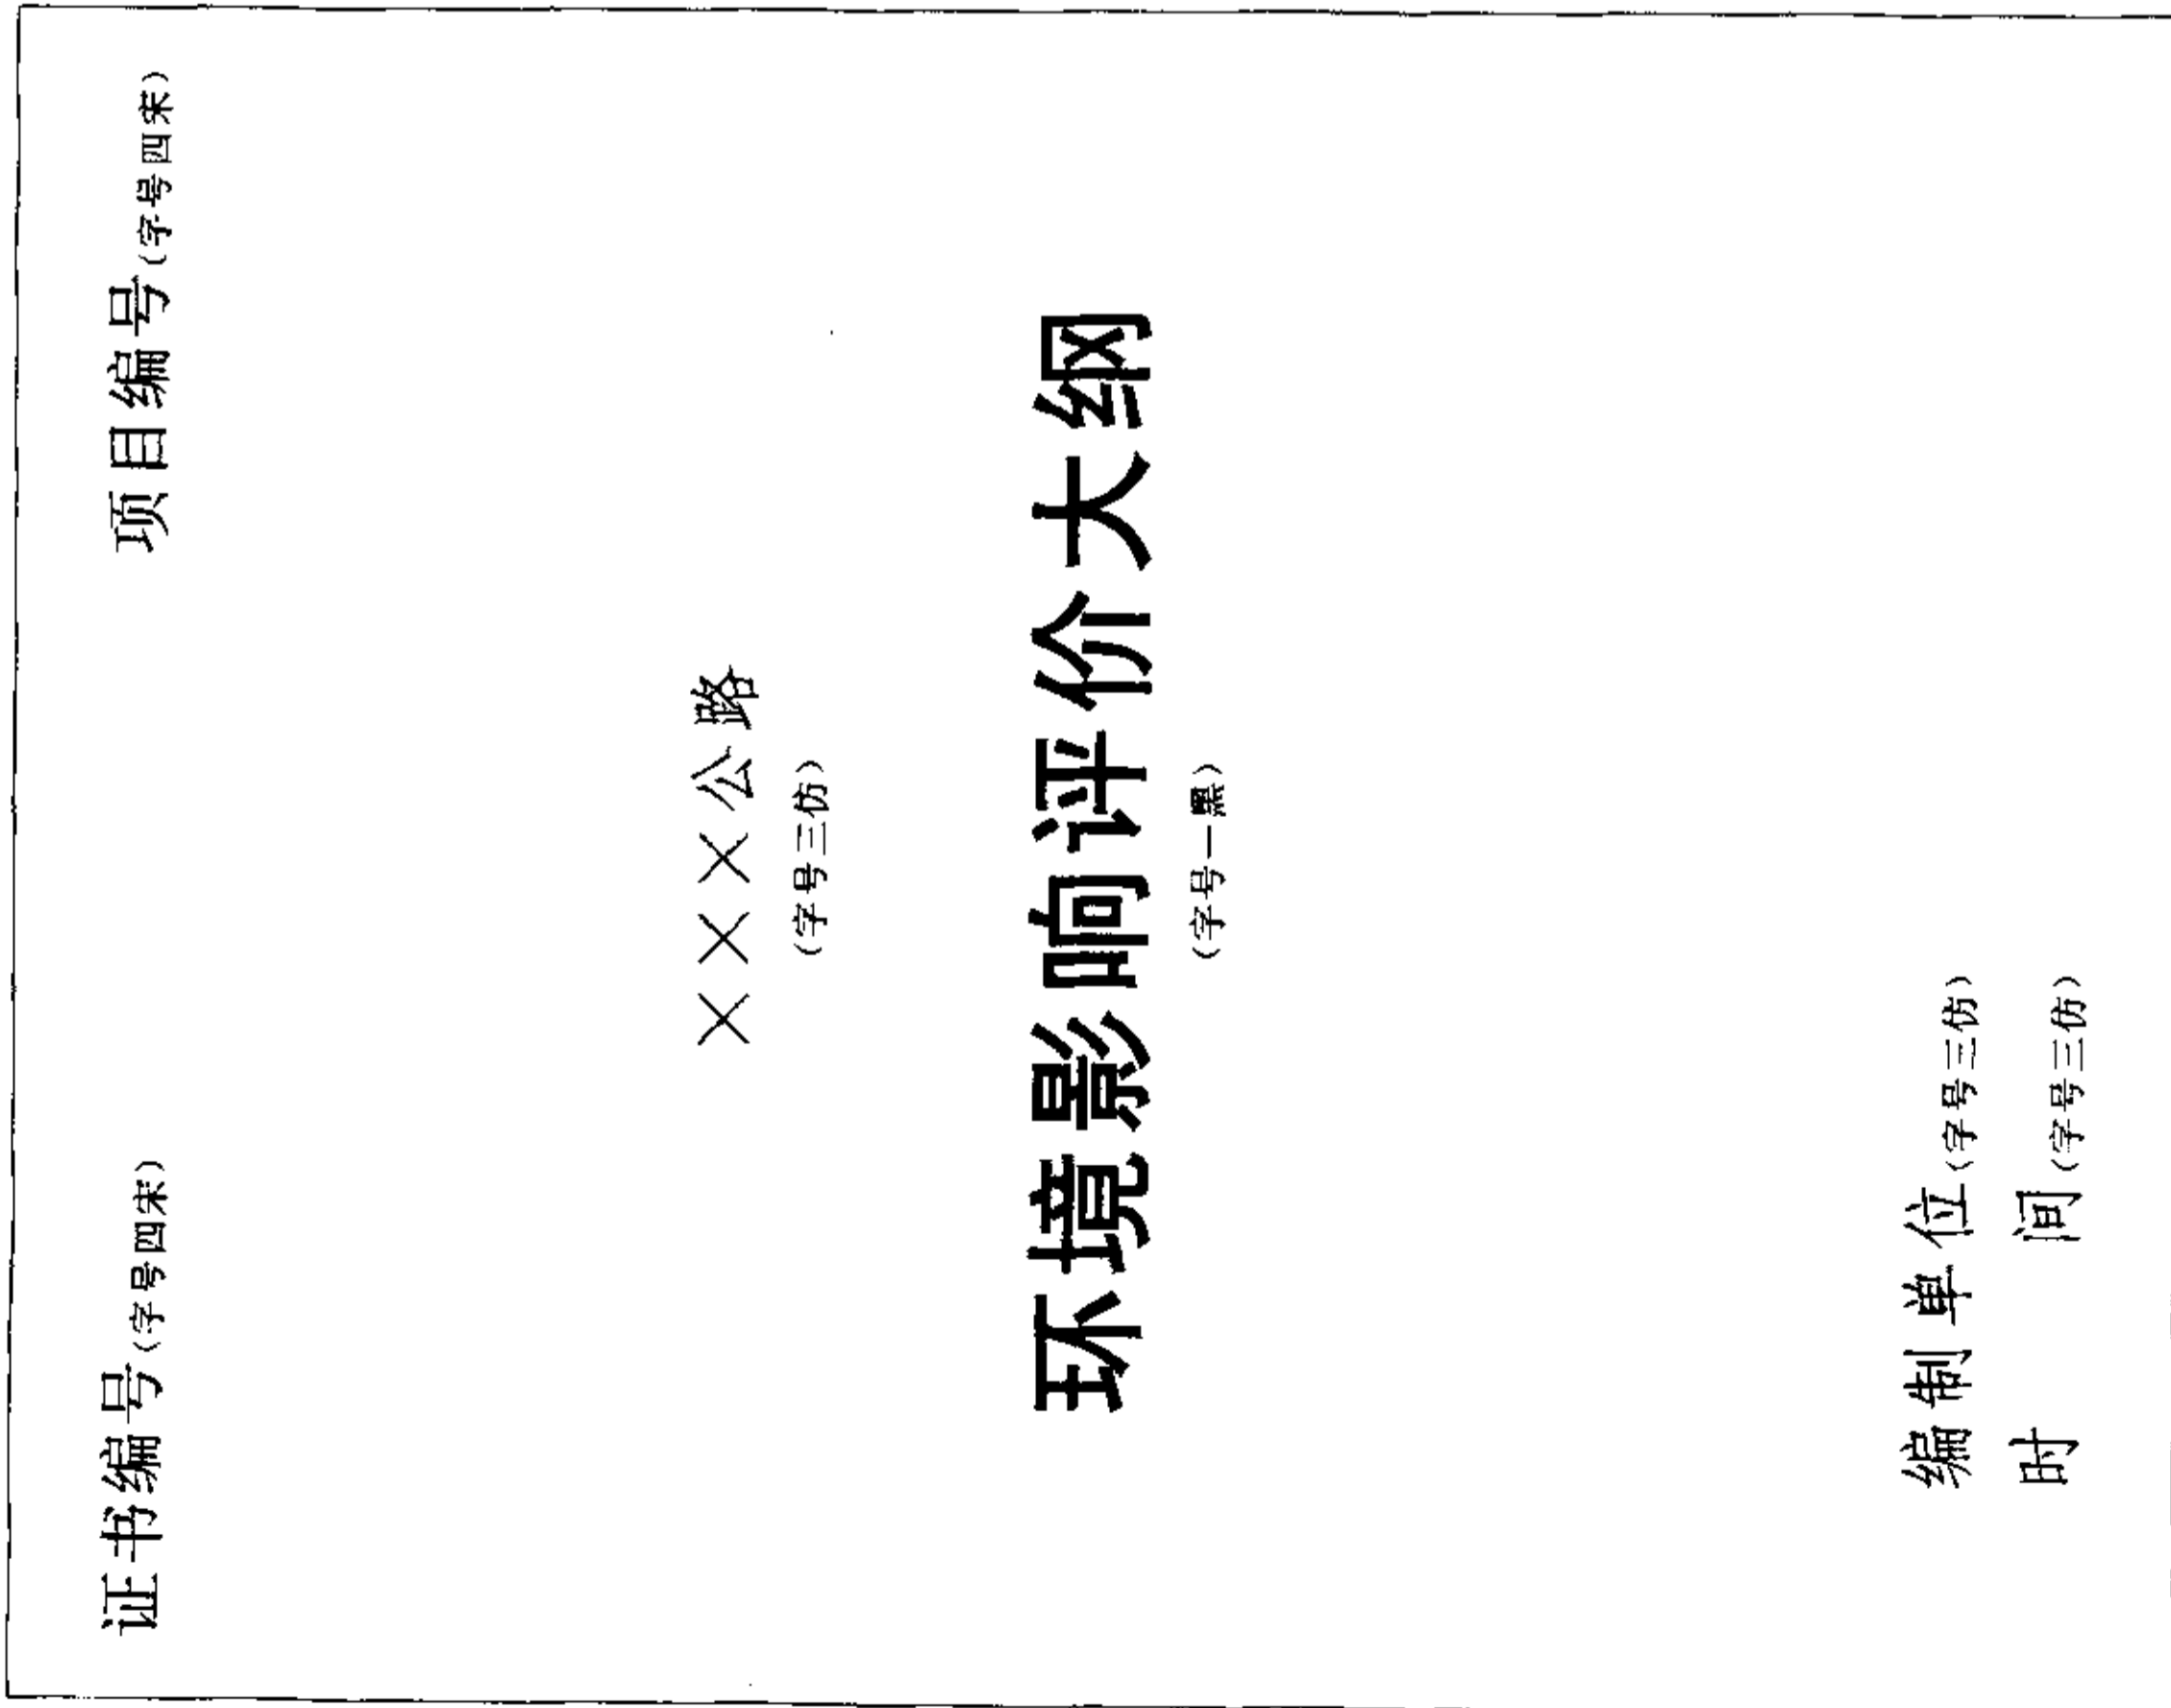 证书编号(字号四宋) 项目编号(字号四宋)
×××公路
(字号三仿)
环境影响评价大纲
(字号一黑)
编制单位(字号三仿)
时 间(字号三仿)